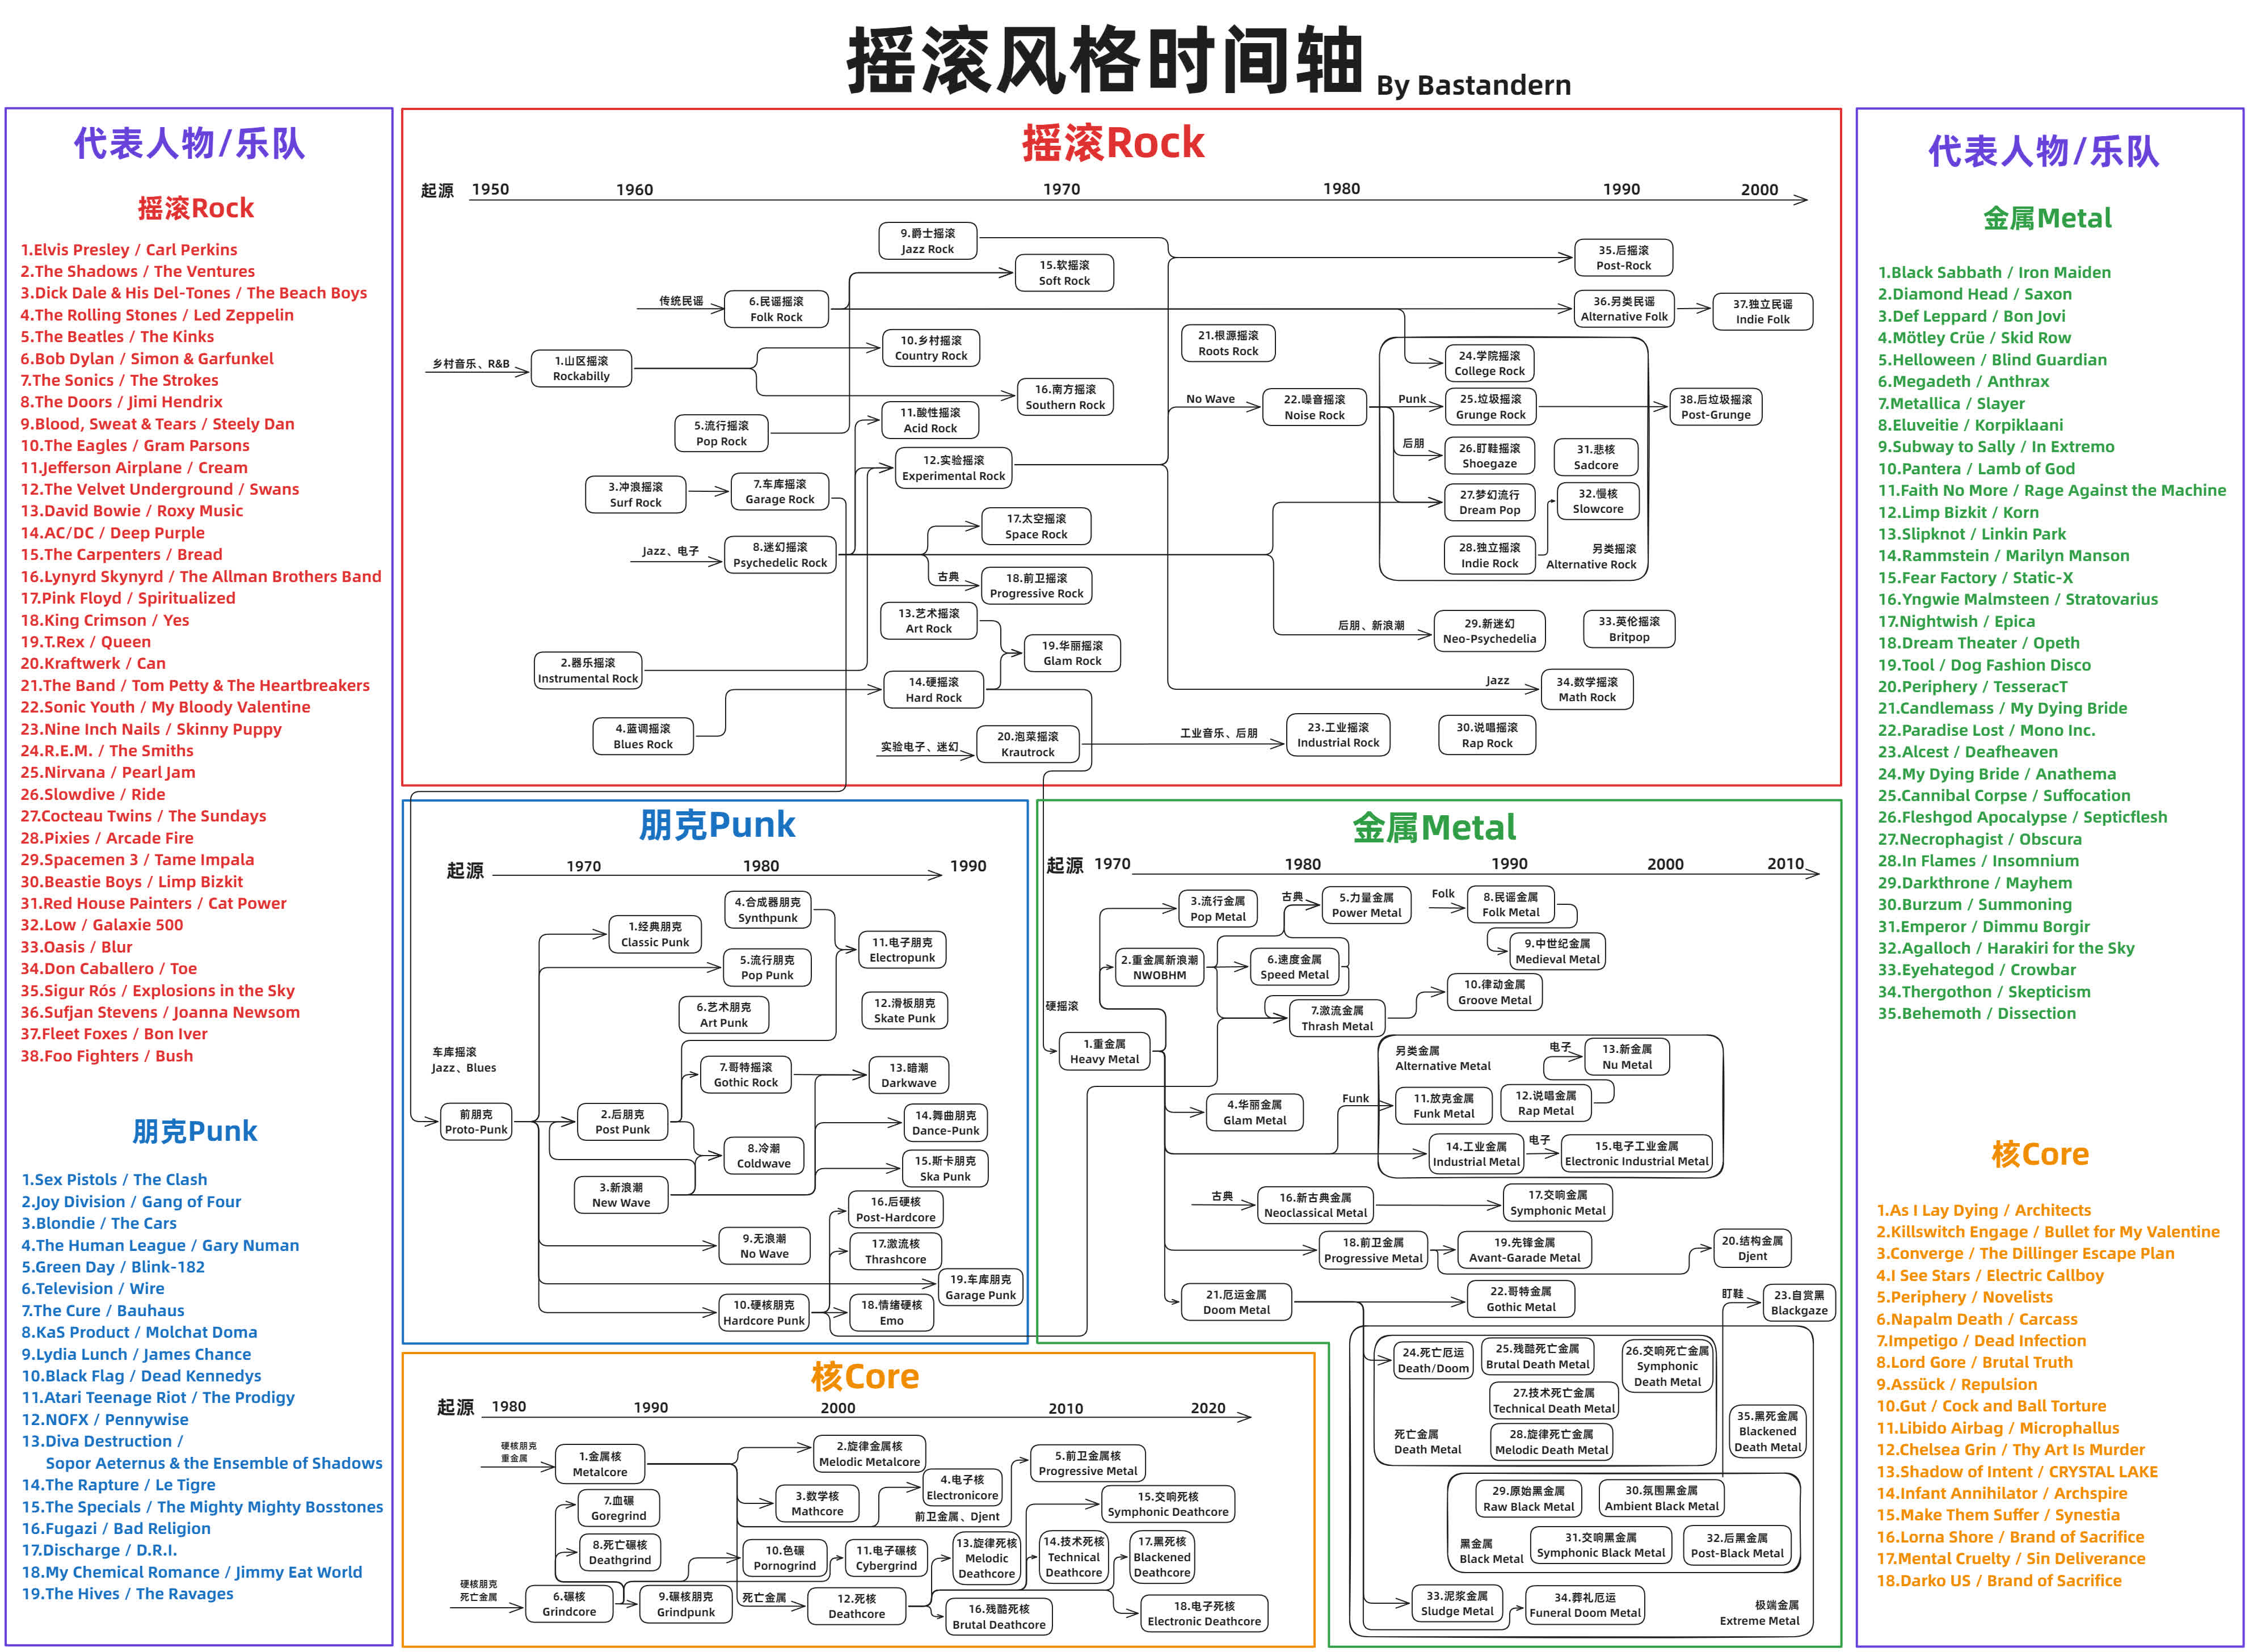 摇滚风格时间轴 By Bastandern
代表人物/乐队
摇滚Rock
1.Elvis Presley / Carl Perkins
2.The Shadows / The Ventures
3.Dick Dale & His Del-Tones / The Beach Boys
4.The Rolling Stones / Led Zeppelin
5.The Beatles / The Kinks
6.Bob Dylan / Simon & Garfunkel
7.The Sonics / The Strokes
8.The Doors / Jimi Hendrix
9.Blood, Sweat & Tears / Steely Dan
10.The Eagles / Gram Parsons
11.Jefferson Airplane / Cream
12.The Velvet Underground / Swans
13.David Bowie / Roxy Music
14.AC/DC / Deep Purple
15.The Carpenters / Bread
16.Lynyrd Skynyrd / The Allman Brothers Band
17.Pink Floyd / Spiritualized
18.King Crimson / Yes
19.T.Rex / Queen
20.Kraftwerk / Can
21.The Band / Tom Petty & The Heartbreakers
22.Sonic Youth / My Bloody Valentine
23.Nine Inch Nails / Skinny Puppy
24.R.E.M. / The Smiths
25.Nirvana / Pearl Jam
26.Slowdive / Ride
27.Cocteau Twins / The Sundays
28.Pixies / Arcade Fire
29.Spacemen 3 / Tame Impala
30.Beastie Boys / Limp Bizkit
31.Red House Painters / Cat Power
32.Low / Galaxie 500
33.Oasis / Blur
34.Don Caballero / Toe
35.Sigur Rós / Explosions in the Sky
36.Sufjan Stevens / Joanna Newsom
37.Fleet Foxes / Bon Iver
38.Foo Fighters / Bush
朋克Punk
1.Sex Pistols / The Clash
2.Joy Division / Gang of Four
3.Blondie / The Cars
4.The Human League / Gary Numan
5.Green Day / Blink-182
6.Television / Wire
7.The Cure / Bauhaus
8.KaS Product / Molchat Doma
9.Lydia Lunch / James Chance
10.Black Flag / Dead Kennedys
11.Atari Teenage Riot / The Prodigy
12.NOFX / Pennywise
13.Diva Destruction /
Sopor Aeternus & the Ensemble of Shadows
14.The Rapture / Le Tigre
15.The Specials / The Mighty Mighty Bosstones
16.Fugazi / Bad Religion
17.Discharge / D.R.I.
18.My Chemical Romance / Jimmy Eat World
19.The Hives / The Ravages
摇滚Rock
起源 1950 1960 1970 1980 1990 2000
9.爵士摇滚
Jazz Rock
35.后摇滚
Post-Rock
15.软摇滚
Soft Rock
传统民谣
6.民谣摇滚
Folk Rock
36.另类民谣
Alternative Folk
37.独立民谣
Indie Folk
21.根源摇滚
Roots Rock
10.乡村摇滚
Country Rock
乡村音乐、R&B
1.山区摇滚
Rockabilly
24.学院摇滚
College Rock
16.南方摇滚
Southern Rock
No Wave
22.噪音摇滚
Noise Rock
Punk
25.垃圾摇滚
Grunge Rock
38.后垃圾摇滚
Post-Grunge
11.酸性摇滚
Acid Rock
5.流行摇滚
Pop Rock
后朋
26.盯鞋摇滚
Shoegaze
31.悲核
Sadcore
12.实验摇滚
Experimental Rock
3.冲浪摇滚
Surf Rock
7.车库摇滚
Garage Rock
27.梦幻流行
Dream Pop
32.慢核
Slowcore
17.太空摇滚
Space Rock
Jazz、电子
8.迷幻摇滚
Psychedelic Rock
28.独立摇滚
Indie Rock
另类摇滚
Alternative Rock
古典
18.前卫摇滚
Progressive Rock
13.艺术摇滚
Art Rock
后朋、新浪潮
29.新迷幻
Neo-Psychedelia
33.英伦摇滚
Britpop
19.华丽摇滚
Glam Rock
2.器乐摇滚
Instrumental Rock
14.硬摇滚
Hard Rock
Jazz
34.数学摇滚
Math Rock
4.蓝调摇滚
Blues Rock
实验电子、迷幻
20.泡菜摇滚
Krautrock
工业音乐、后朋
23.工业摇滚
Industrial Rock
30.说唱摇滚
Rap Rock
朋克Punk
起源 1970 1980 1990
4.合成器朋克
Synthpunk
1.经典朋克
Classic Punk
11.电子朋克
Electropunk
5.流行朋克
Pop Punk
6.艺术朋克
Art Punk
12.滑板朋克
Skate Punk
车库摇滚
Jazz、Blues
7.哥特摇滚
Gothic Rock
13.暗潮
Darkwave
前朋克
Proto-Punk
2.后朋克
Post Punk
14.舞曲朋克
Dance-Punk
8.冷潮
Coldwave
15.斯卡朋克
Ska Punk
3.新浪潮
New Wave
16.后硬核
Post-Hardcore
9.无浪潮
No Wave
17.激流核
Thrashcore
19.车库朋克
Garage Punk
10.硬核朋克
Hardcore Punk
18.情绪硬核
Emo
金属Metal
起源 1970 1980 1990 2000 2010
3.流行金属
Pop Metal
古典
5.力量金属
Power Metal
Folk
8.民谣金属
Folk Metal
2.重金属新浪潮
NWOBHM
6.速度金属
Speed Metal
9.中世纪金属
Medieval Metal
10.律动金属
Groove Metal
硬摇滚
7.激流金属
Thrash Metal
1.重金属
Heavy Metal
另类金属
Alternative Metal
电子
13.新金属
Nu Metal
4.华丽金属
Glam Metal
Funk
11.放克金属
Funk Metal
12.说唱金属
Rap Metal
14.工业金属
Industrial Metal
电子
15.电子工业金属
Electronic Industrial Metal
古典
16.新古典金属
Neoclassical Metal
17.交响金属
Symphonic Metal
18.前卫金属
Progressive Metal
19.先锋金属
Avant-Garade Metal
20.结构金属
Djent
21.厄运金属
Doom Metal
22.哥特金属
Gothic Metal
盯鞋
23.自赏黑
Blackgaze
24.死亡厄运
Death/Doom
25.残酷死亡金属
Brutal Death Metal
26.交响死亡金属
Symphonic
Death Metal
27.技术死亡金属
Technical Death Metal
死亡金属
Death Metal
28.旋律死亡金属
Melodic Death Metal
35.黑死金属
Blackened
Death Metal
29.原始黑金属
Raw Black Metal
30.氛围黑金属
Ambient Black Metal
黑金属
Black Metal
31.交响黑金属
Symphonic Black Metal
32.后黑金属
Post-Black Metal
33.泥浆金属
Sludge Metal
34.葬礼厄运
Funeral Doom Metal
极端金属
Extreme Metal
核Core
起源 1980 1990 2000 2010 2020
硬核朋克
重金属
1.金属核
Metalcore
2.旋律金属核
Melodic Metalcore
5.前卫金属核
Progressive Metal
4.电子核
Electronicore
7.血碾
Goregrind
3.数学核
Mathcore
前卫金属、Djent
15.交响死核
Symphonic Deathcore
8.死亡碾核
Deathgrind
10.色碾
Pornogrind
11.电子碾核
Cybergrind
13.旋律死核
Melodic
Deathcore
14.技术死核
Technical
Deathcore
17.黑死核
Blackened
Deathcore
硬核朋克
死亡金属
6.碾核
Grindcore
9.碾核朋克
Grindpunk
死亡金属
12.死核
Deathcore
16.残酷死核
Brutal Deathcore
18.电子死核
Electronic Deathcore
代表人物/乐队
金属Metal
1.Black Sabbath / Iron Maiden
2.Diamond Head / Saxon
3.Def Leppard / Bon Jovi
4.Mötley Crüe / Skid Row
5.Helloween / Blind Guardian
6.Megadeth / Anthrax
7.Metallica / Slayer
8.Eluveitie / Korpiklaani
9.Subway to Sally / In Extremo
10.Pantera / Lamb of God
11.Faith No More / Rage Against the Machine
12.Limp Bizkit / Korn
13.Slipknot / Linkin Park
14.Rammstein / Marilyn Manson
15.Fear Factory / Static-X
16.Yngwie Malmsteen / Stratovarius
17.Nightwish / Epica
18.Dream Theater / Opeth
19.Tool / Dog Fashion Disco
20.Periphery / TesseracT
21.Candlemass / My Dying Bride
22.Paradise Lost / Mono Inc.
23.Alcest / Deafheaven
24.My Dying Bride / Anathema
25.Cannibal Corpse / Suffocation
26.Fleshgod Apocalypse / Septicflesh
27.Necrophagist / Obscura
28.In Flames / Insomnium
29.Darkthrone / Mayhem
30.Burzum / Summoning
31.Emperor / Dimmu Borgir
32.Agalloch / Harakiri for the Sky
33.Eyehategod / Crowbar
34.Thergothon / Skepticism
35.Behemoth / Dissection
核Core
1.As I Lay Dying / Architects
2.Killswitch Engage / Bullet for My Valentine
3.Converge / The Dillinger Escape Plan
4.I See Stars / Electric Callboy
5.Periphery / Novelists
6.Napalm Death / Carcass
7.Impetigo / Dead Infection
8.Lord Gore / Brutal Truth
9.Assück / Repulsion
10.Gut / Cock and Ball Torture
11.Libido Airbag / Microphallus
12.Chelsea Grin / Thy Art Is Murder
13.Shadow of Intent / CRYSTAL LAKE
14.Infant Annihilator / Archspire
15.Make Them Suffer / Synestia
16.Lorna Shore / Brand of Sacrifice
17.Mental Cruelty / Sin Deliverance
18.Darko US / Brand of Sacrifice